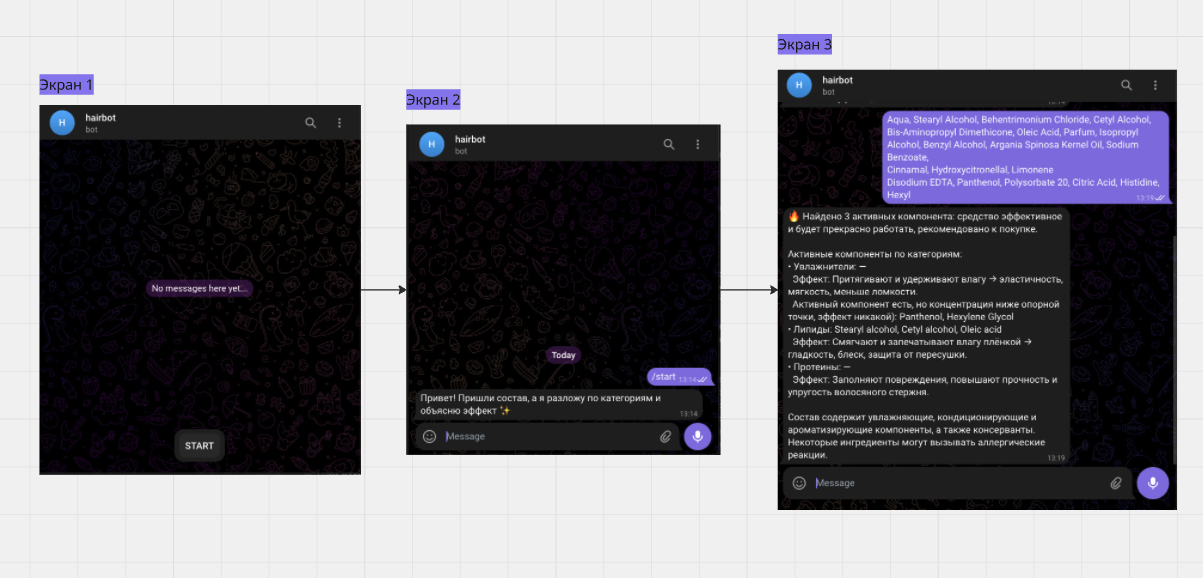 Экран 1
H
hairbot
bot
No messages here yet...
START
Экран 2
H
hairbot
bot
Today
/start 13:14
Привет! Пришли состав, а я разложу по категориям и
объясню эффект ✨
13:14
Message
Экран 3
H
hairbot
bot
Aqua, Stearyl Alcohol, Behentrimonium Chloride, Cetyl Alcohol,
Bis-Aminopropyl Dimethicone, Oleic Acid, Parfum, Isopropyl
Alcohol, Benzyl Alcohol, Argania Spinosa Kernel Oil, Sodium
Benzoate,
Cinnamal, Hydroxycitronellal, Limonene
Disodium EDTA, Panthenol, Polysorbate 20, Citric Acid, Histidine,
Hexyl
13:19
🔥 Найдено 3 активных компонента: средство эффективное
и будет прекрасно работать, рекомендовано к покупке.
Активные компоненты по категориям:
• Увлажнители: —
Эффект: Притягивают и удерживают влагу → эластичность,
мягкость, меньше ломкости.
Активный компонент есть, но концентрация ниже опорной
точки, эффект никакой): Panthenol, Hexylene Glycol
• Липиды: Stearyl alcohol, Cetyl alcohol, Oleic acid
Эффект: Смягчают и запечатывают влагу плёнкой →
гладкость, блеск, защита от пересушки.
• Протеины: —
Эффект: Заполняют повреждения, повышают прочность и
упругость волосяного стержня.
Состав содержит увлажняющие, кондиционирующие и
ароматизирующие компоненты, а также консерванты.
Некоторые ингредиенты могут вызывать аллергические
реакции.
13:19
Message